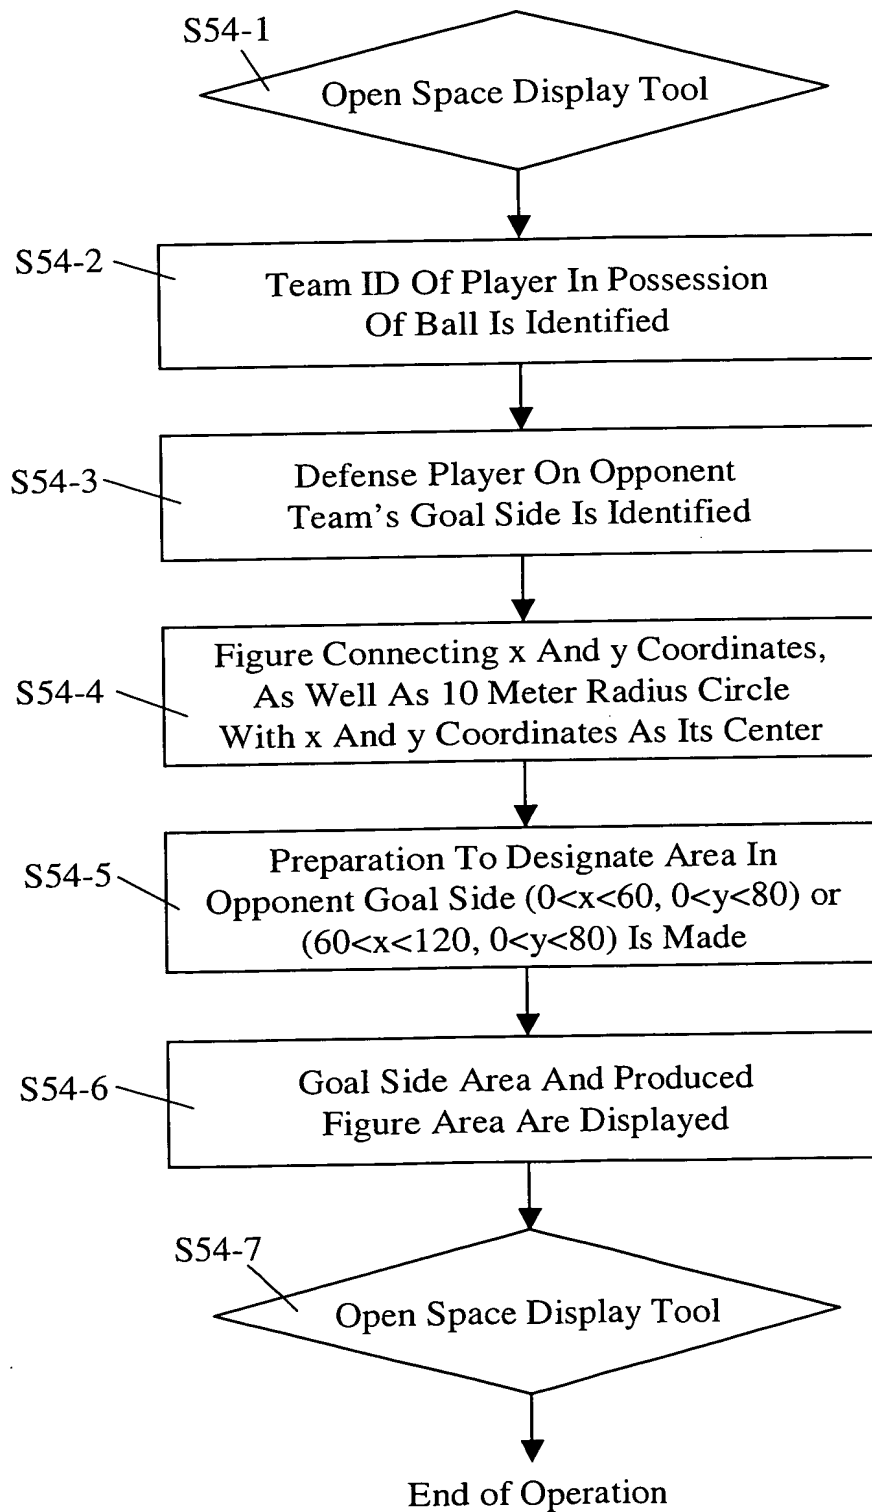 S54-1
Open Space Display Tool
S54-2
Team ID Of Player In Possession
Of Ball Is Identified
S54-3
Defense Player On Opponent
Team's Goal Side Is Identified
S54-4
Figure Connecting x And y Coordinates,
As Well As 10 Meter Radius Circle
With x And y Coordinates As Its Center
S54-5
Preparation To Designate Area In
Opponent Goal Side (0<x<60, 0<y<80) or
(60<x<120, 0<y<80) Is Made
S54-6
Goal Side Area And Produced
Figure Area Are Displayed
S54-7
Open Space Display Tool
End of Operation